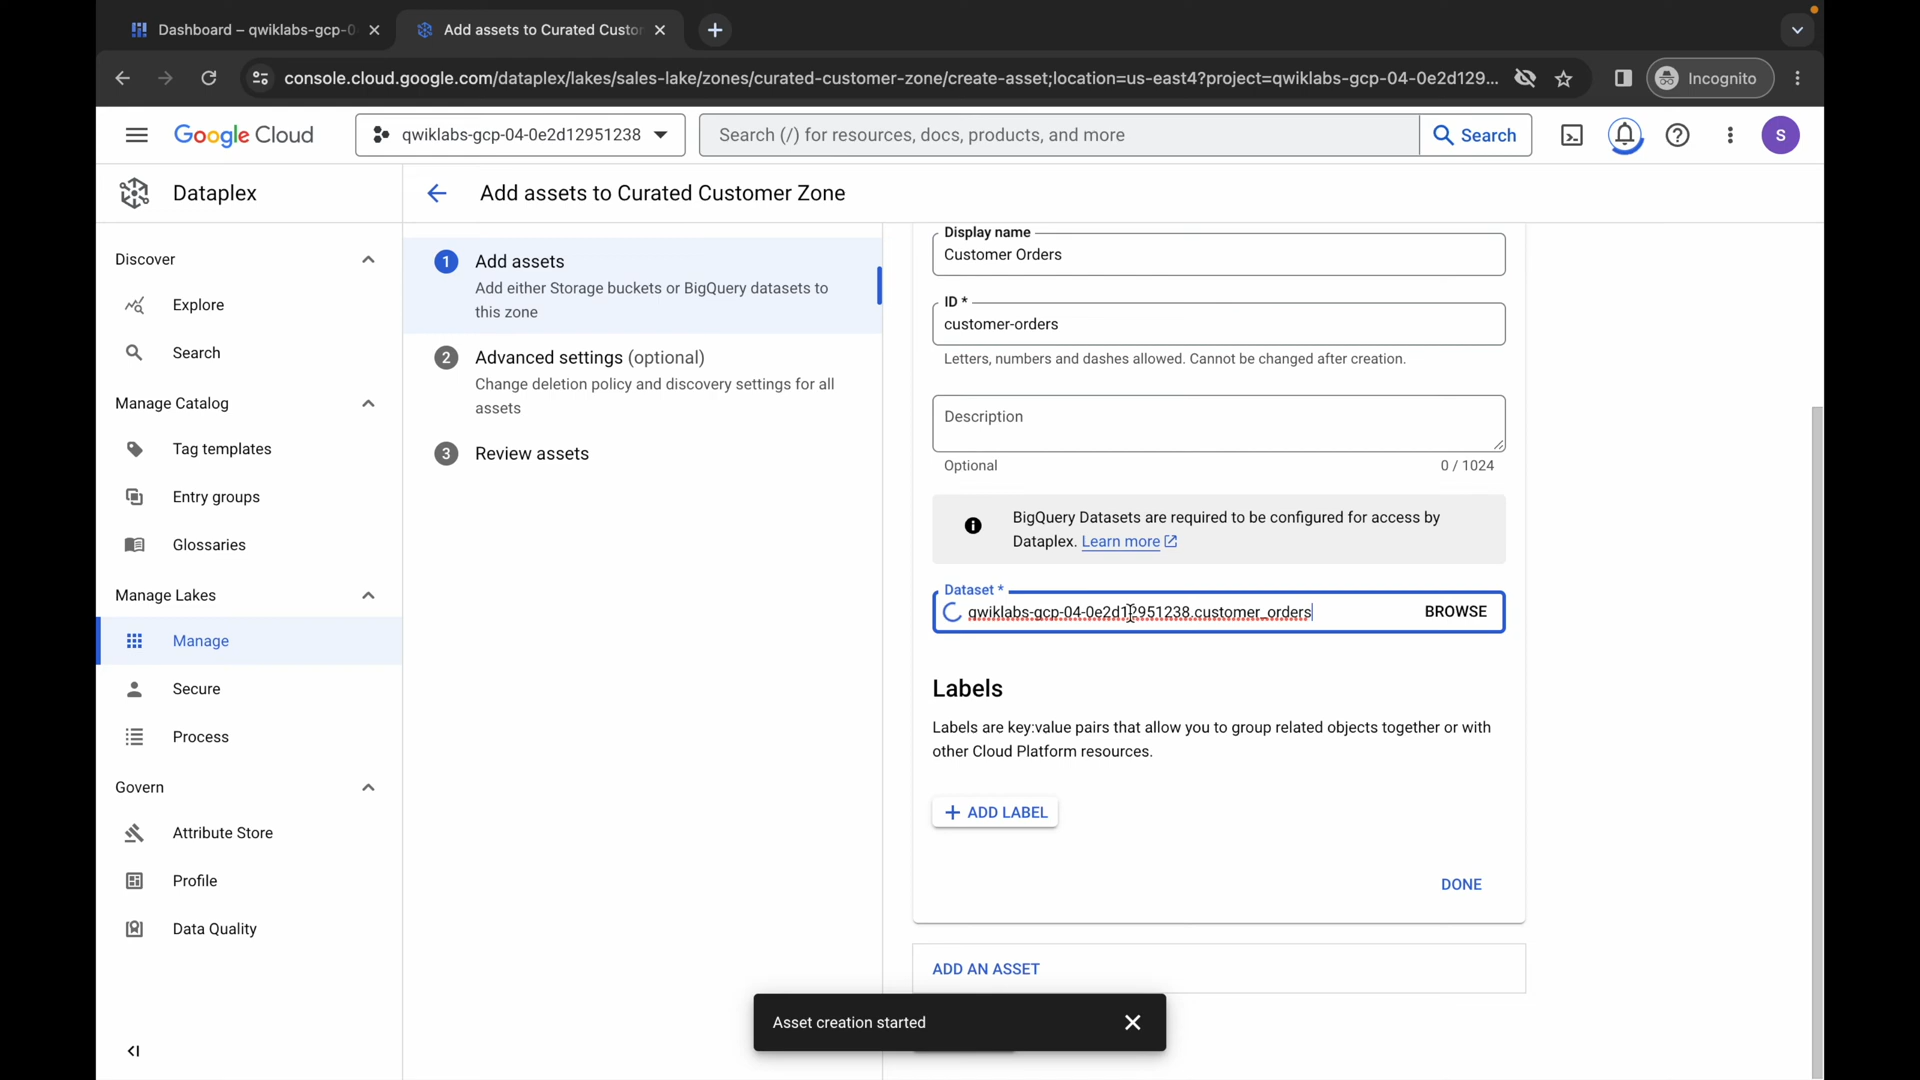 Dashboard – qwiklabs-gcp-0
Add assets to Curated Custo
console.cloud.google.com/dataplex/lakes/sales-lake/zones/curated-customer-zone/create-asset;location=us-east4?project=qwiklabs-gcp-04-0e2d129...
Incognito
Google Cloud
qwiklabs-gcp-04-0e2d12951238
Search (/) for resources, docs, products, and more
Search
S
Dataplex
Add assets to Curated Customer Zone
Discover
Explore
Search
Manage Catalog
Tag templates
Entry groups
Glossaries
Manage Lakes
Manage
Secure
Process
Govern
Attribute Store
Profile
Data Quality
1 Add assets
Add either Storage buckets or BigQuery datasets to
this zone
2 Advanced settings (optional)
Change deletion policy and discovery settings for all
assets
3 Review assets
Display name
Customer Orders
ID *
customer-orders
Letters, numbers and dashes allowed. Cannot be changed after creation.
Description
Optional 0 / 1024
BigQuery Datasets are required to be configured for access by
Dataplex. Learn more
Dataset *
qwiklabs-gcp-04-0e2d12951238.customer_orders
BROWSE
Labels
Labels are key:value pairs that allow you to group related objects together or with
other Cloud Platform resources.
+ ADD LABEL
DONE
ADD AN ASSET
Asset creation started